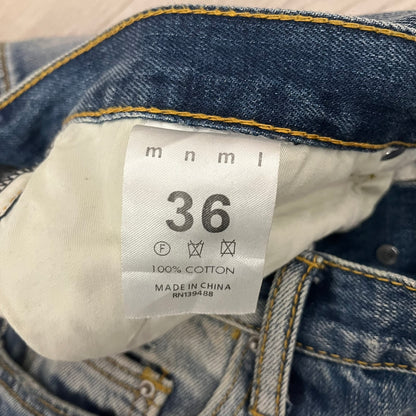 m n m l
36
F
100% COTTON
MADE IN CHINA
RN139488